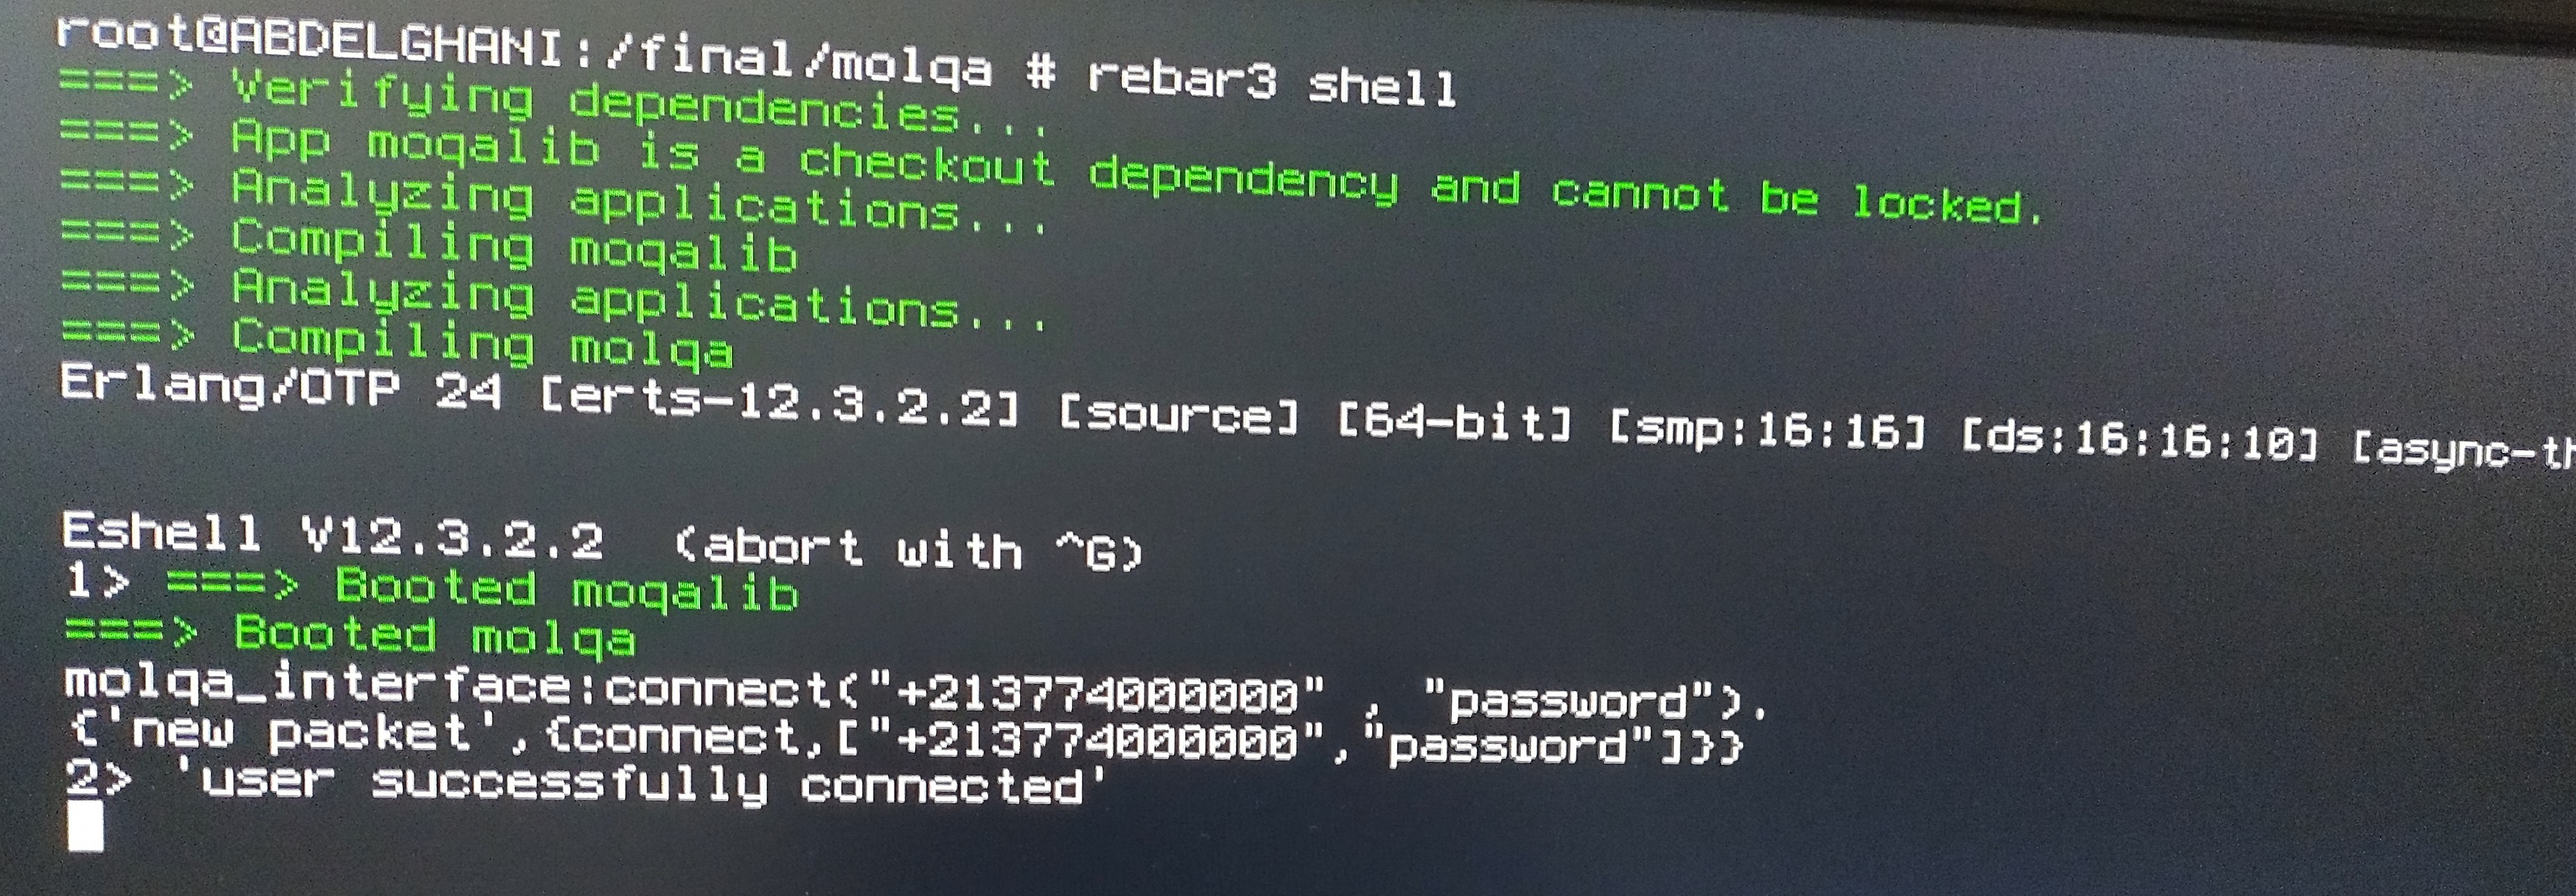 root@ABDELGHANI:/final/molqa # rebar3 shell
===> Verifying dependencies...
===> App moqalib is a checkout dependency and cannot be locked.
===> Analyzing applications...
===> Compiling moqalib
===> Analyzing applications...
===> Compiling molqa
Erlang/OTP 24 [erts-12.3.2.2] [source] [64-bit] [smp:16:16] [ds:16:16:10] [async-th
Eshell V12.3.2.2  (abort with ^G)
1> ===> Booted moqalib
===> Booted molqa
molqa_interface:connect("+213774000000" , "password").
{'new packet',{connect,["+213774000000","password"]}}
2> 'user successfully connected'